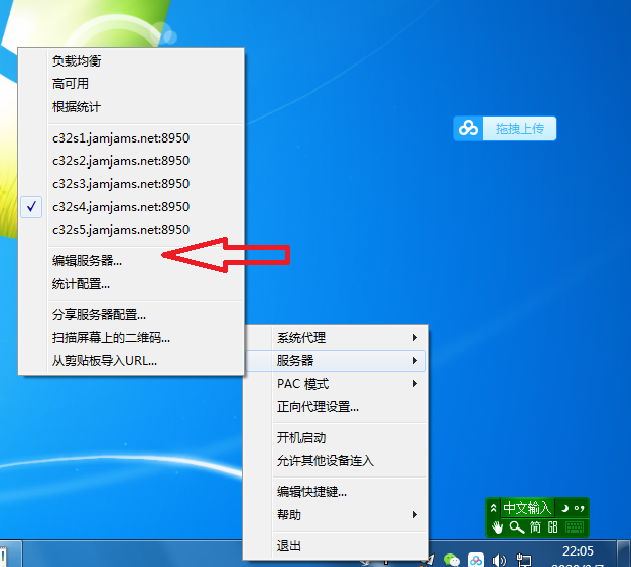 负载均衡
高可用
根据统计
c32s1.jamjams.net:8950
c32s2.jamjams.net:8950
c32s3.jamjams.net:8950
c32s4.jamjams.net:8950
c32s5.jamjams.net:8950
编辑服务器...
统计配置...
分享服务器配置...
扫描屏幕上的二维码...
从剪贴板导入URL...
拖拽上传
系统代理
服务器
PAC 模式
正向代理设置...
开机启动
允许其他设备连入
编辑快捷键...
帮助
退出
中文输入
简
22:05